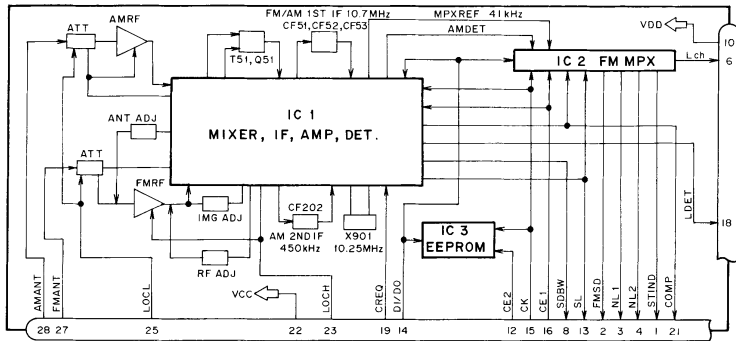 FM/AM 1ST IF 10.7MHz
CF51, CF52, CF53
MPXREF 41kHz
AMDET
VDD
10
AMRF
ATT
T51, Q51
IC 2 FM MPX
Lch
6
IC 1
MIXER, IF, AMP, DET.
ANT ADJ
ATT
FMRF
IMG ADJ
RF ADJ
CF202
AM 2ND IF
450kHz
X901
10.25MHz
IC 3
EEPROM
LDET
18
AMANT
FMANT
LOCL
VCC
LOCH
CREQ
DI/DO
CE2
CK
CE1
SDBW
SL
FMSD
NL1
NL2
STIND
COMP
28 27 25 22 23 19 14 12 15 16 8 13 2 3 4 1 21